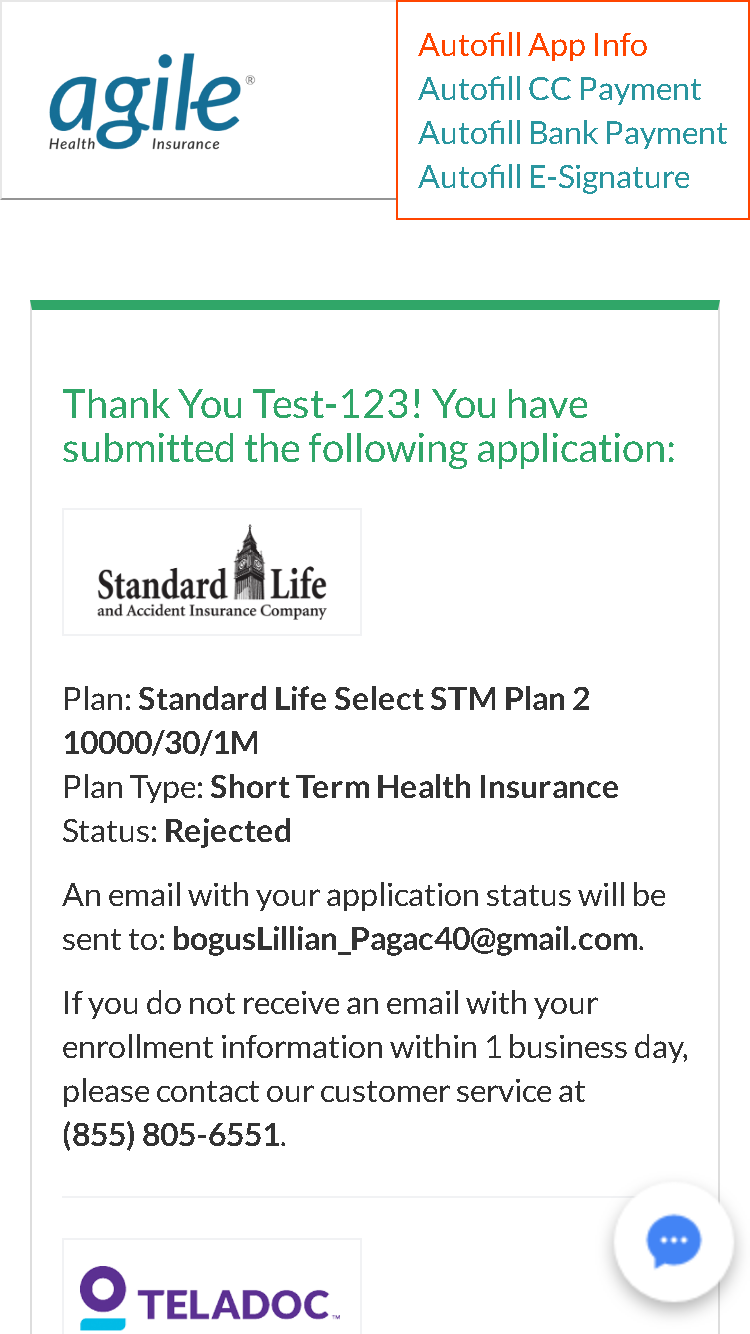 agile®
Health Insurance
Autofill App Info
Autofill CC Payment
Autofill Bank Payment
Autofill E-Signature
Thank You Test-123! You have
submitted the following application:
Standard Life
and Accident Insurance Company
Plan: Standard Life Select STM Plan 2
10000/30/1M
Plan Type: Short Term Health Insurance
Status: Rejected
An email with your application status will be
sent to: bogusLillian_Pagac40@gmail.com.
If you do not receive an email with your
enrollment information within 1 business day,
please contact our customer service at
(855) 805-6551.
TELADOC™